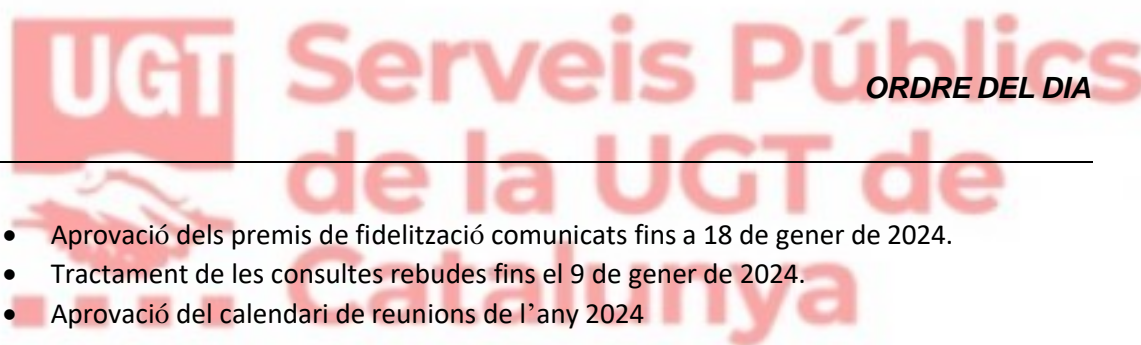 UGT Serveis Públics
ORDRE DEL DIA
de la UGT de
Catalunya
• Aprovació dels premis de fidelització comunicats fins a 18 de gener de 2024.
• Tractament de les consultes rebudes fins el 9 de gener de 2024.
• Aprovació del calendari de reunions de l’any 2024